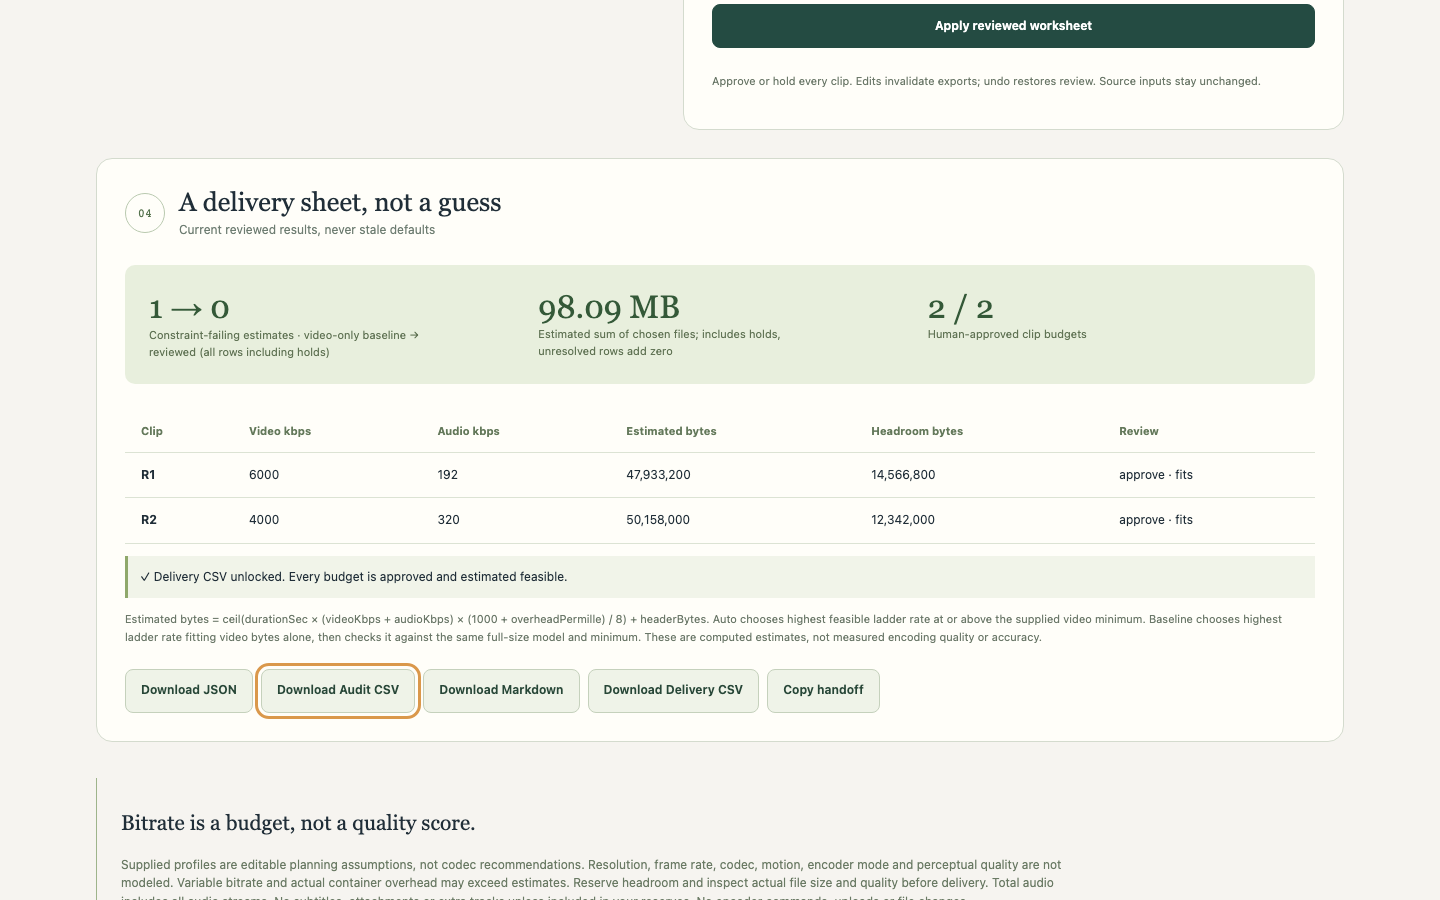 Apply reviewed worksheet
Approve or hold every clip. Edits invalidate exports; undo restores review. Source inputs stay unchanged.
04
A delivery sheet, not a guess
Current reviewed results, never stale defaults
1 → 0
Constraint-failing estimates · video-only baseline →
reviewed (all rows including holds)
98.09 MB
Estimated sum of chosen files; includes holds,
unresolved rows add zero
2 / 2
Human-approved clip budgets
Clip Video kbps Audio kbps Estimated bytes Headroom bytes Review
R1 6000 192 47,933,200 14,566,800 approve · fits
R2 4000 320 50,158,000 12,342,000 approve · fits
✓ Delivery CSV unlocked. Every budget is approved and estimated feasible.
Estimated bytes = ceil(durationSec × (videoKbps + audioKbps) × (1000 + overheadPermille) / 8) + headerBytes. Auto chooses highest feasible ladder rate at or above the supplied video minimum. Baseline chooses highest
ladder rate fitting video bytes alone, then checks it against the same full-size model and minimum. These are computed estimates, not measured encoding quality or accuracy.
Download JSON Download Audit CSV Download Markdown Download Delivery CSV Copy handoff
Bitrate is a budget, not a quality score.
Supplied profiles are editable planning assumptions, not codec recommendations. Resolution, frame rate, codec, motion, encoder mode and perceptual quality are not
modeled. Variable bitrate and actual container overhead may exceed estimates. Reserve headroom and inspect actual file size and quality before delivery. Total audio